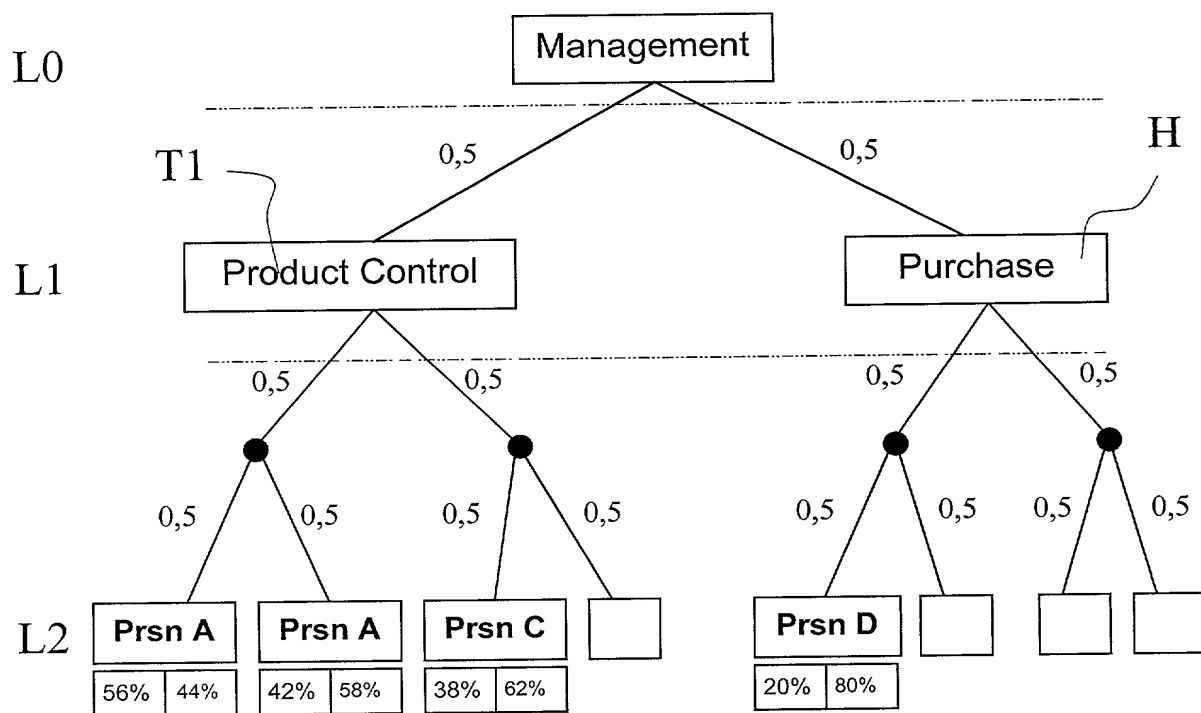 Management
L0
0,5 0,5
T1 H
Product Control Purchase
L1
0,5 0,5 0,5 0,5
0,5 0,5 0,5 0,5 0,5 0,5 0,5 0,5
L2 Prsn A Prsn A Prsn C Prsn D
56% 44% 42% 58% 38% 62% 20% 80%